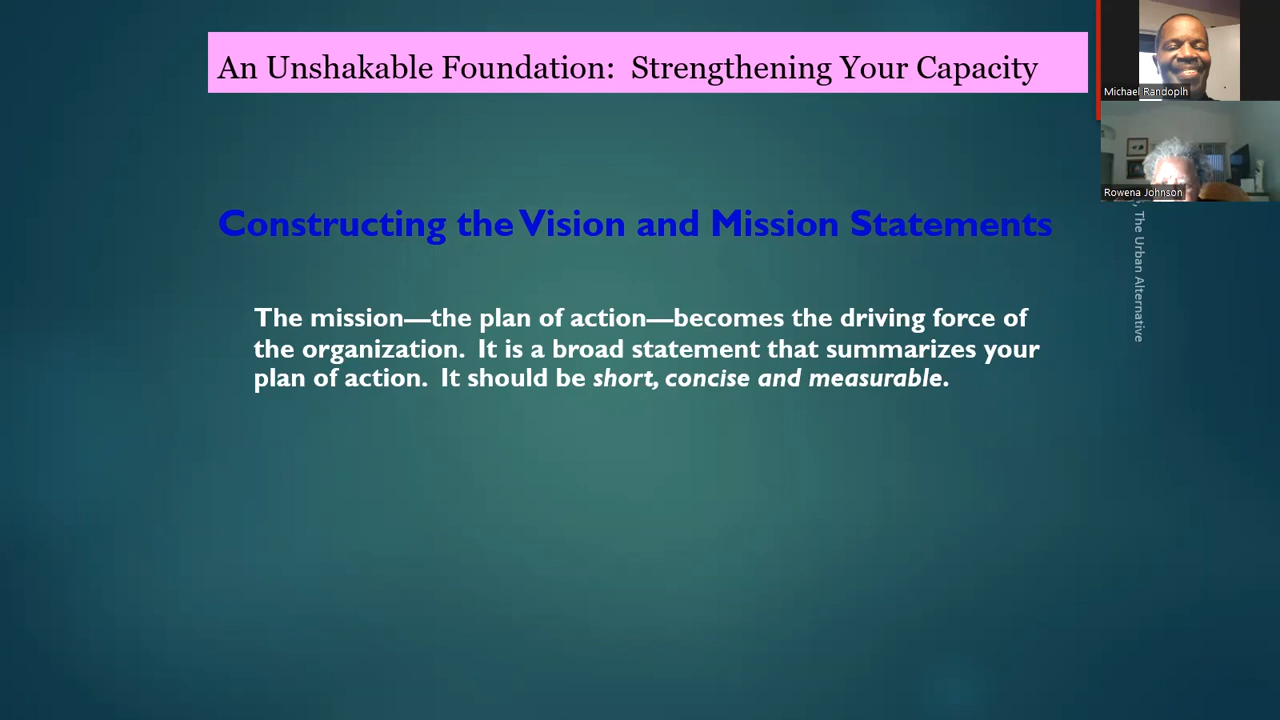 An Unshakable Foundation:  Strengthening Your Capacity
Michael Randoplh
Rowena Johnson
The Urban Alternative
Constructing the Vision and Mission Statements
The mission—the plan of action—becomes the driving force of
the organization.  It is a broad statement that summarizes your
plan of action.  It should be short, concise and measurable.